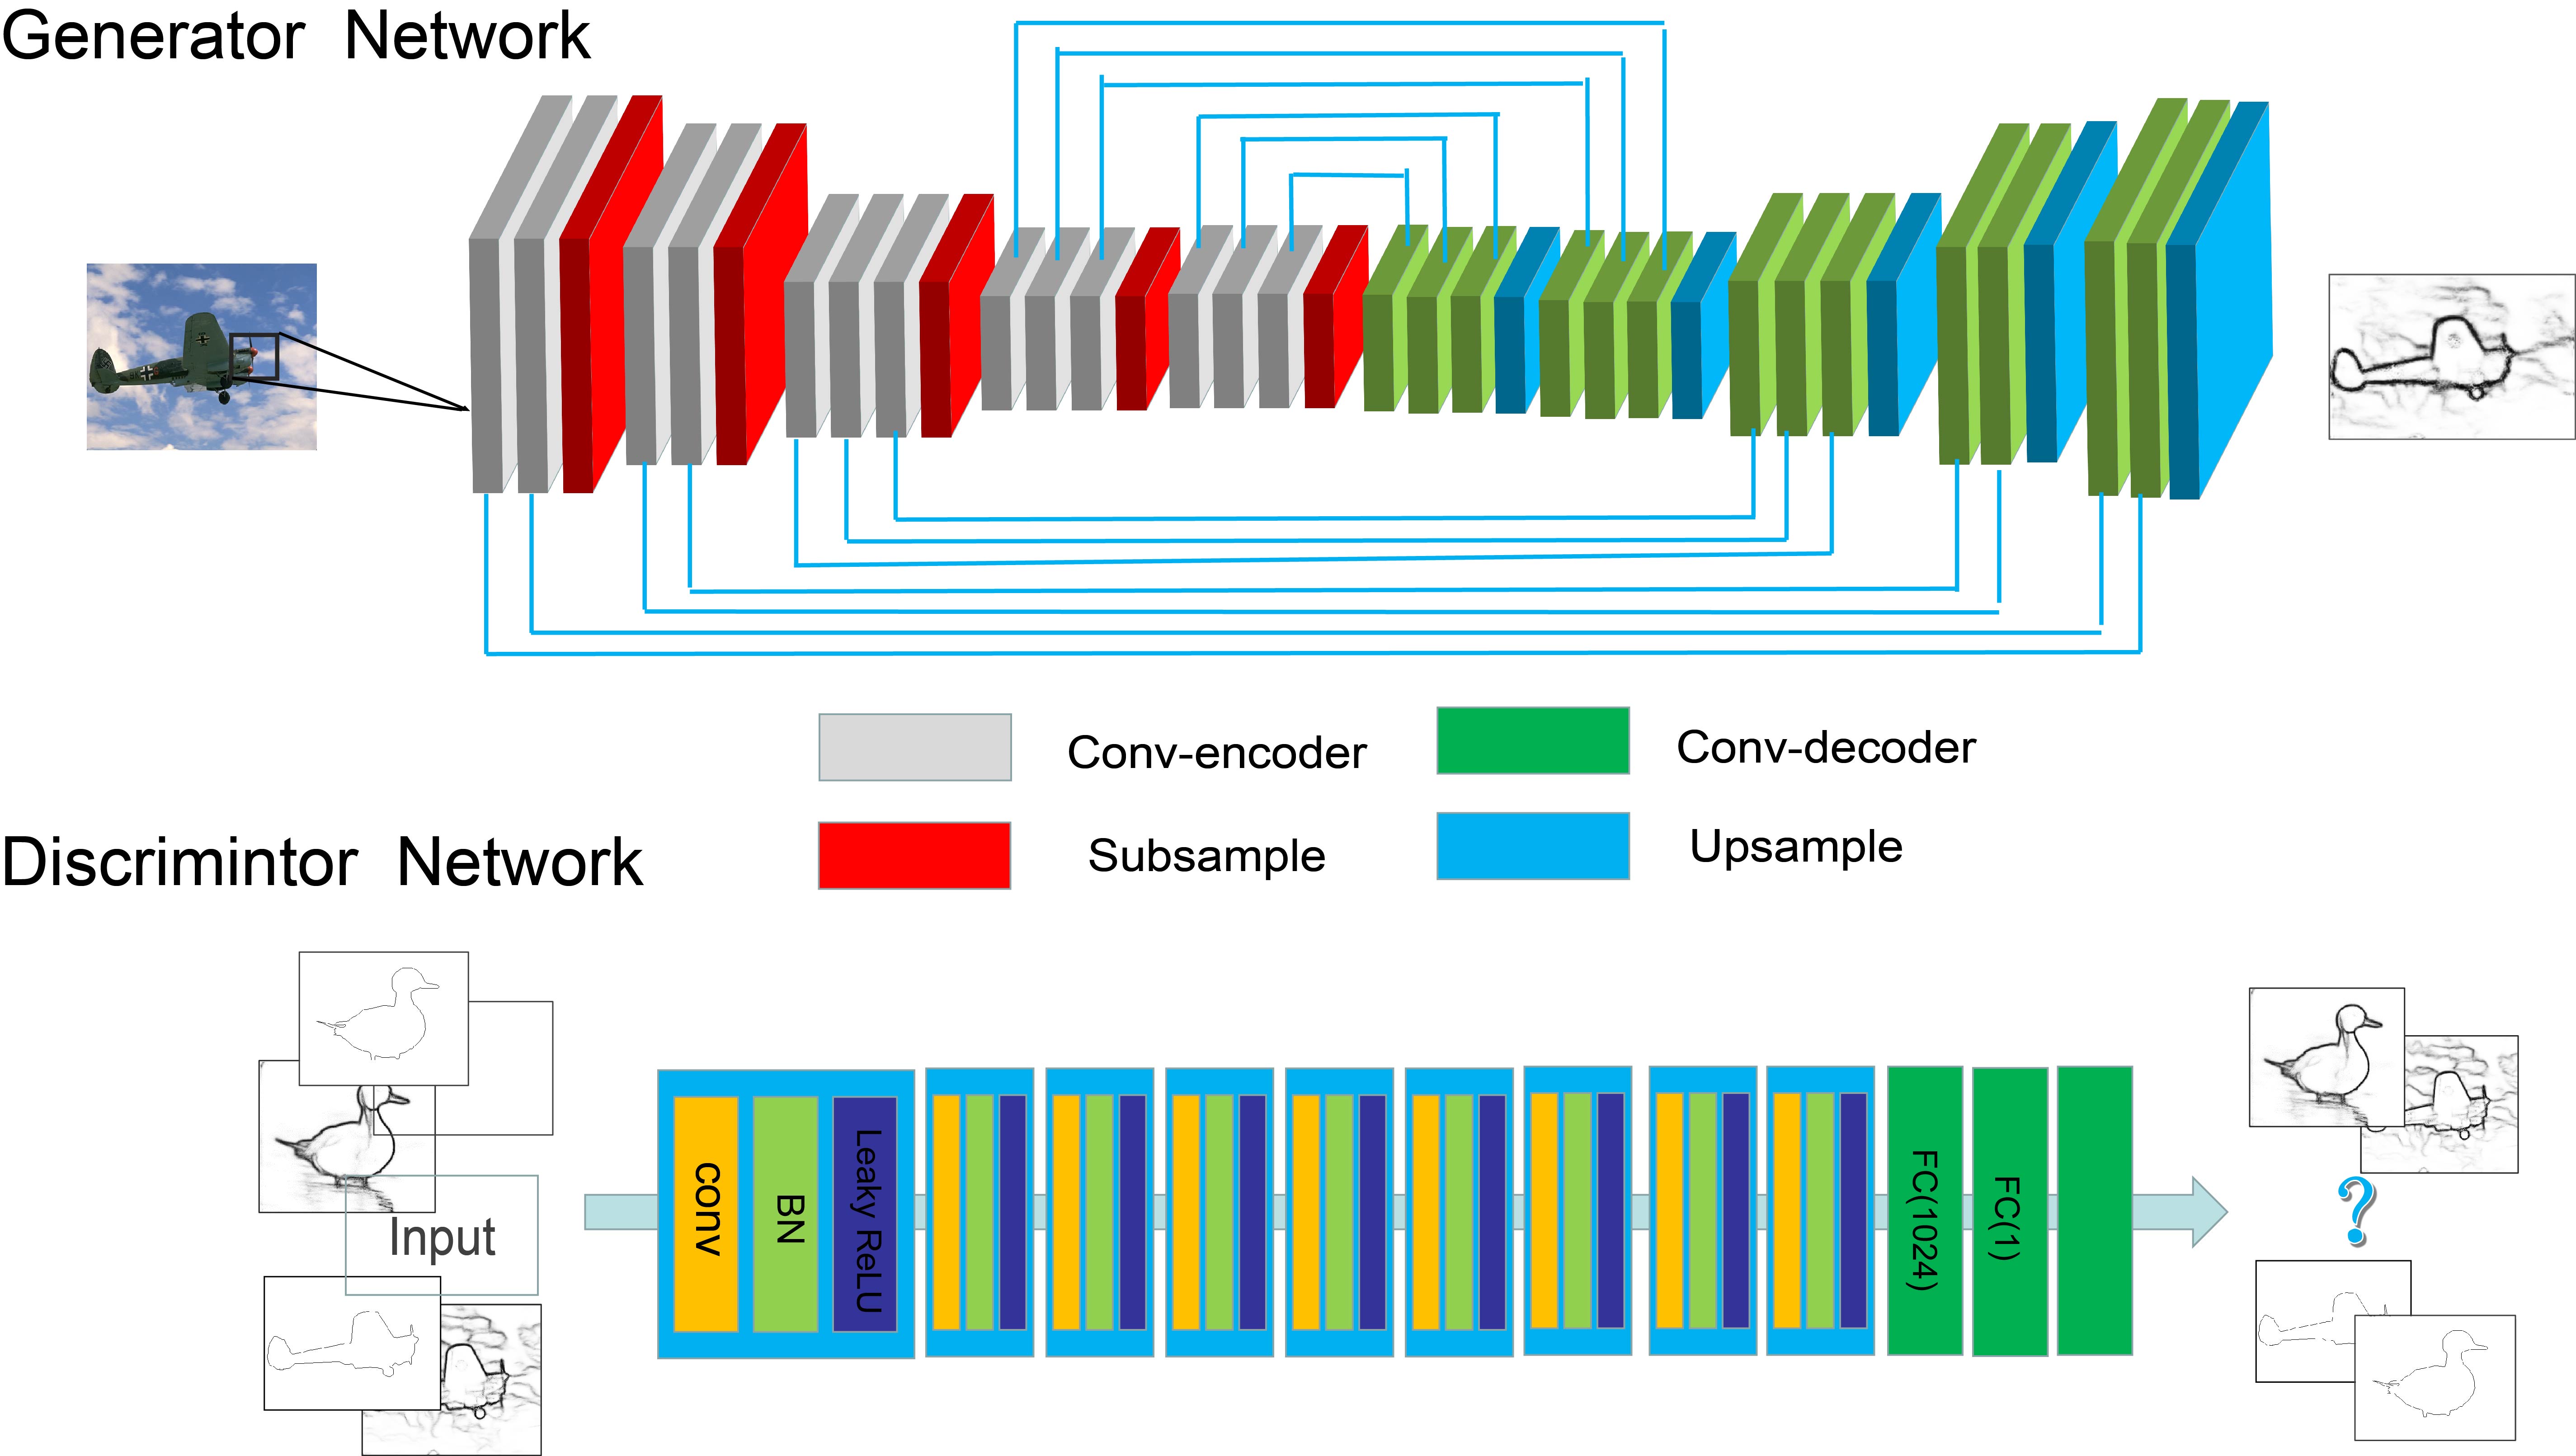 Generator Network
Conv-encoder
Conv-decoder
Subsample
Upsample
Discrimintor Network
Input
conv
BN
Leaky ReLU
FC(1024)
FC(1)
?